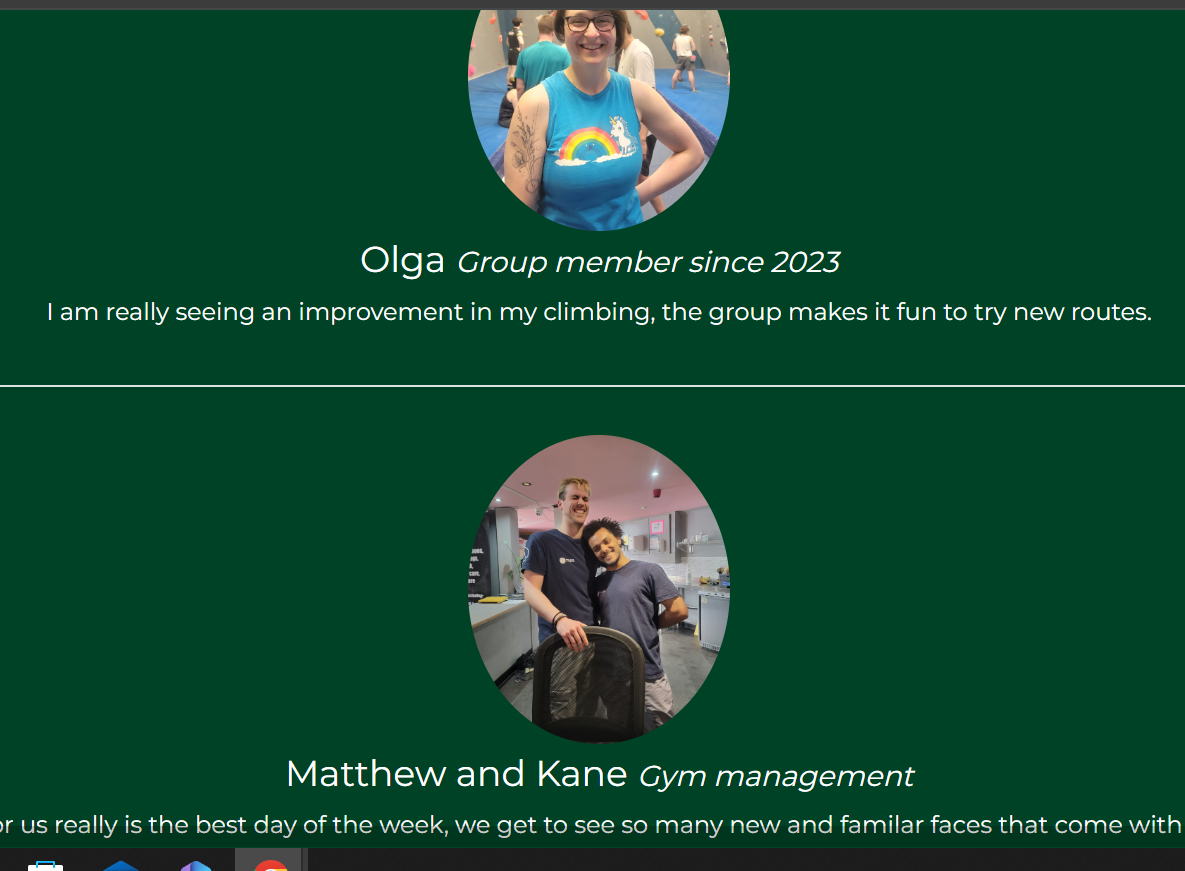 Olga Group member since 2023
I am really seeing an improvement in my climbing, the group makes it fun to try new routes.
Matthew and Kane Gym management
us really is the best day of the week, we get to see so many new and familar faces that come with